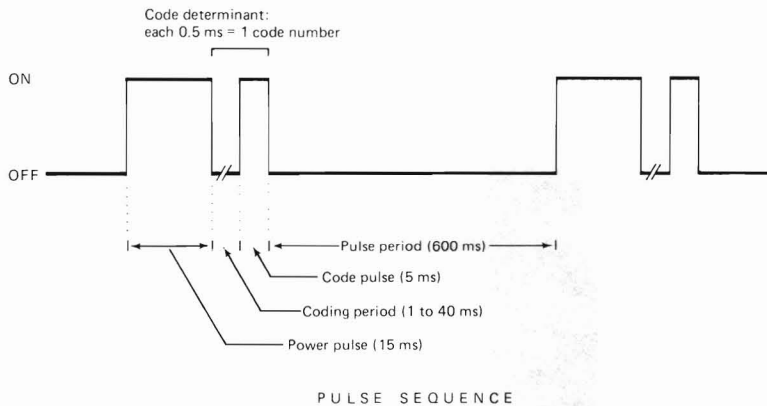 Code determinant:
each 0.5 ms = 1 code number
ON
OFF
Pulse period (600 ms)
Code pulse (5 ms)
Coding period (1 to 40 ms)
Power pulse (15 ms)
PULSE SEQUENCE